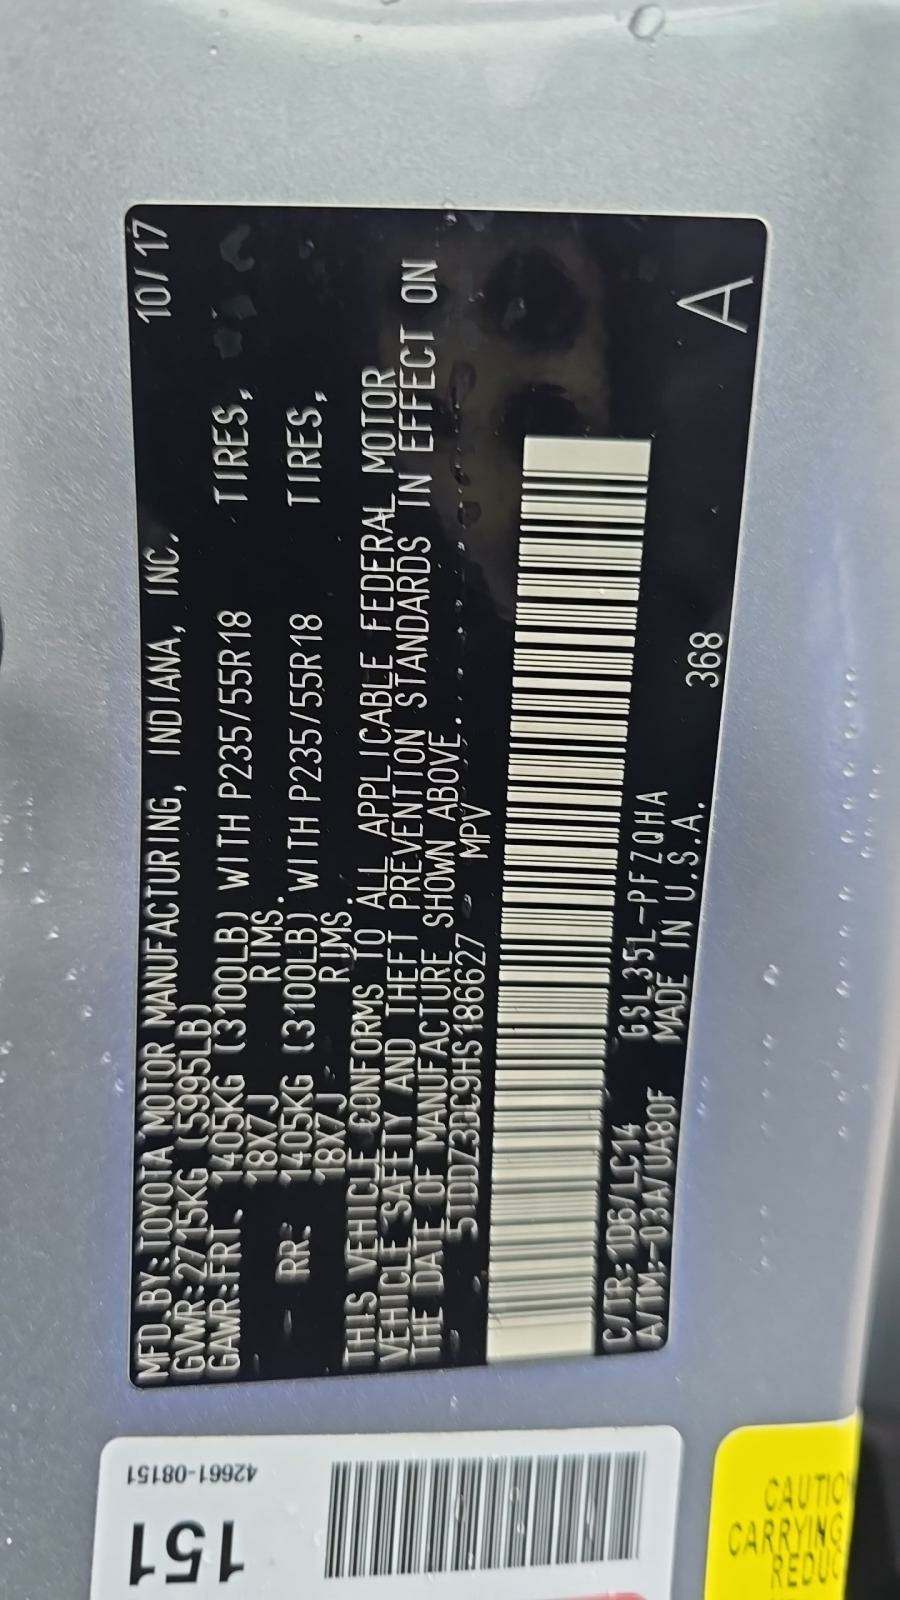 MFD.BY:TOYOTA MOTOR MANUFACTURING, INDIANA, INC. 10/17
GVWR:2715KG (5995LB)
GAWR:FRT. 1405KG (3100LB) WITH P235/55R18 TIRES,
18X7J RIMS.
RR: 1405KG (3100LB) WITH P235/55R18 TIRES,
18X7J RIMS.
THIS VEHICLE CONFORMS TO ALL APPLICABLE FEDERAL MOTOR
VEHICLE SAFETY AND THEFT PREVENTION STANDARDS IN EFFECT ON
THE DATE OF MANUFACTURE SHOWN ABOVE.
5TDDZ3DC9HS186627 MPV
C/TR:1D6/LC14 GSL35L-PFZQHA
A/TM:-03A/UA80F MADE IN U.S.A. 368
A
42661-08151
151
CAUTIO
CARRYING
REDUC